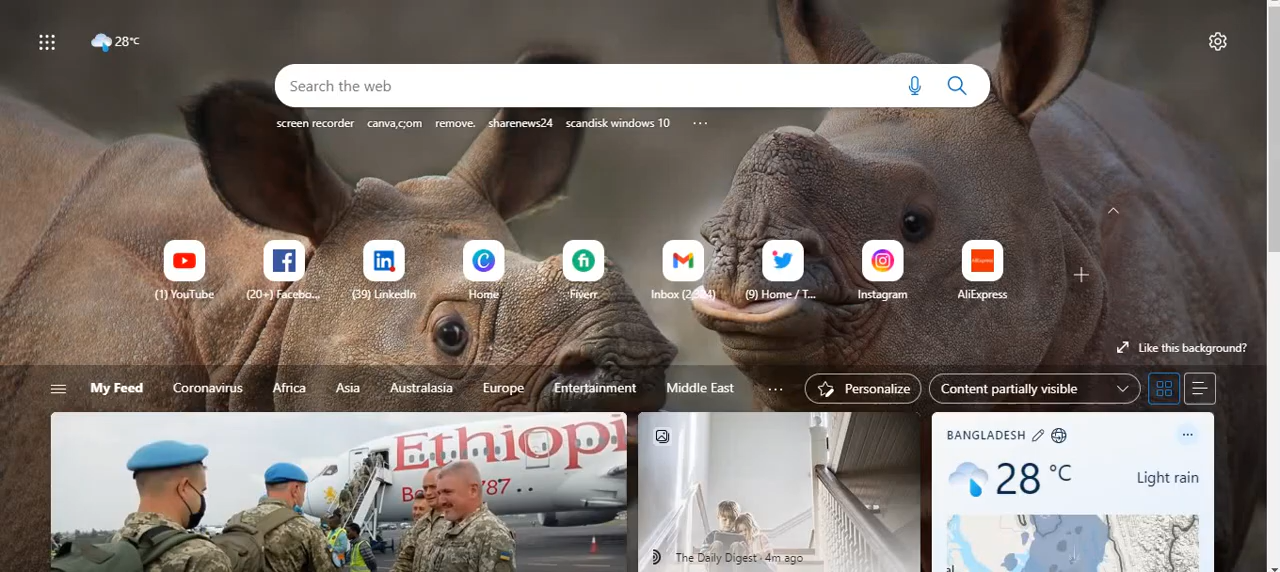 28°C
Search the web
screen recorder canva,c;om remove. sharenews24 scandisk windows 10 ...
(1) YouTube (20+) Facebo... (39) LinkedIn Home Fiverr. Inbox (2 (9) Home / T... Instagram AliExpress
Like this background?
My Feed Coronavirus Africa Asia Australasia Europe Entertainment Middle East ... Personalize Content partially visible
Ethiopi
787
The Daily Digest · 4m ago
BANGLADESH
28 °C
Light rain
al